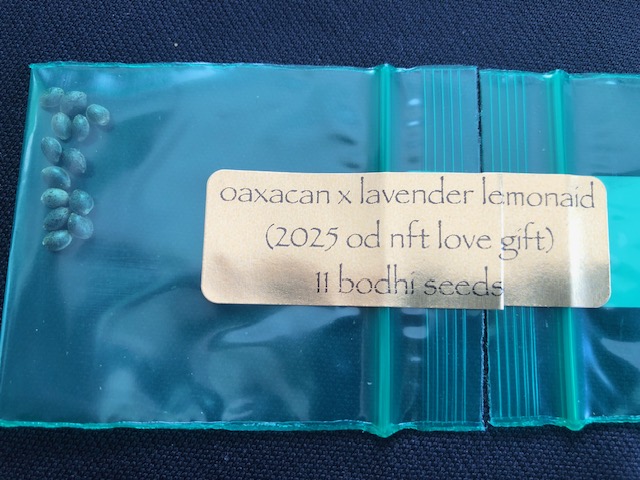 oaxacan x lavender lemonaid
(2025 od nft love gift)
11 bodhi seeds